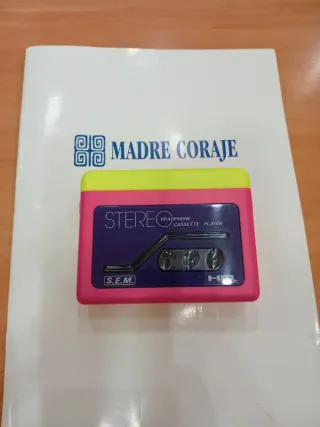 MADRE CORAJE
STEREO HEADPHONE
CASSETTE PLAYER
S.E.M.